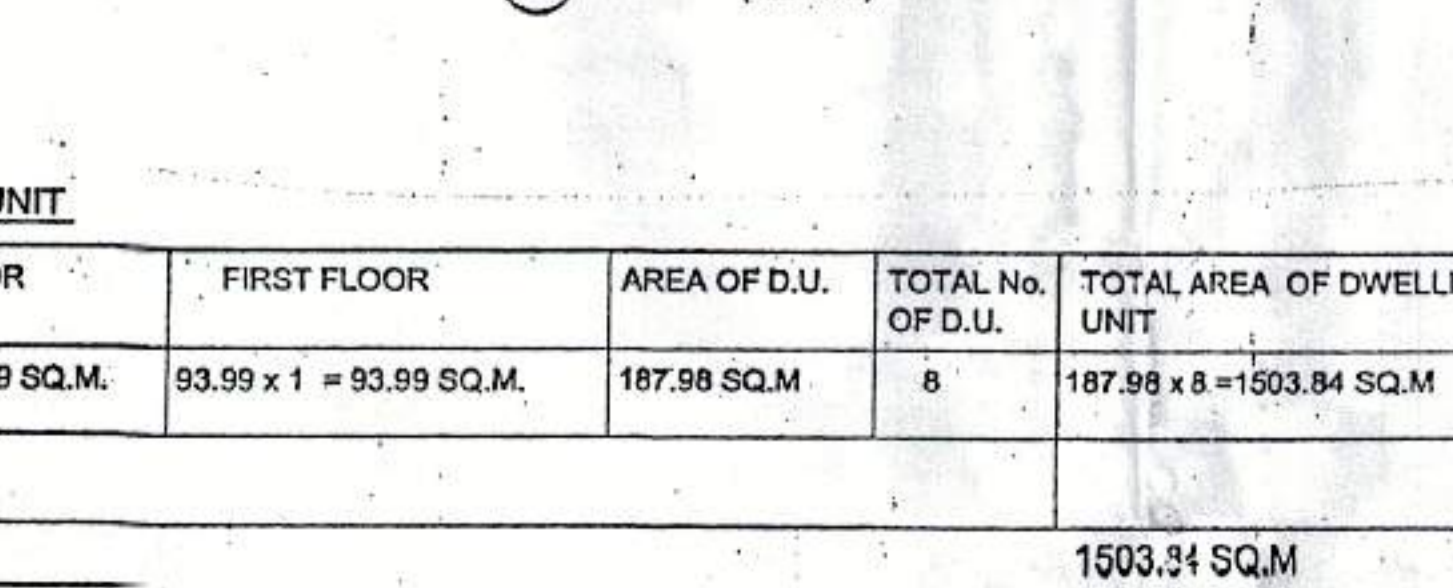 UNIT
OR FIRST FLOOR AREA OF D.U. TOTAL No. TOTAL AREA OF DWELLI
OF D.U. UNIT
9 SQ.M. 93.99 x 1 = 93.99 SQ.M. 187.98 SQ.M 8 187.98 x 8 =1503.84 SQ.M
1503.84 SQ.M